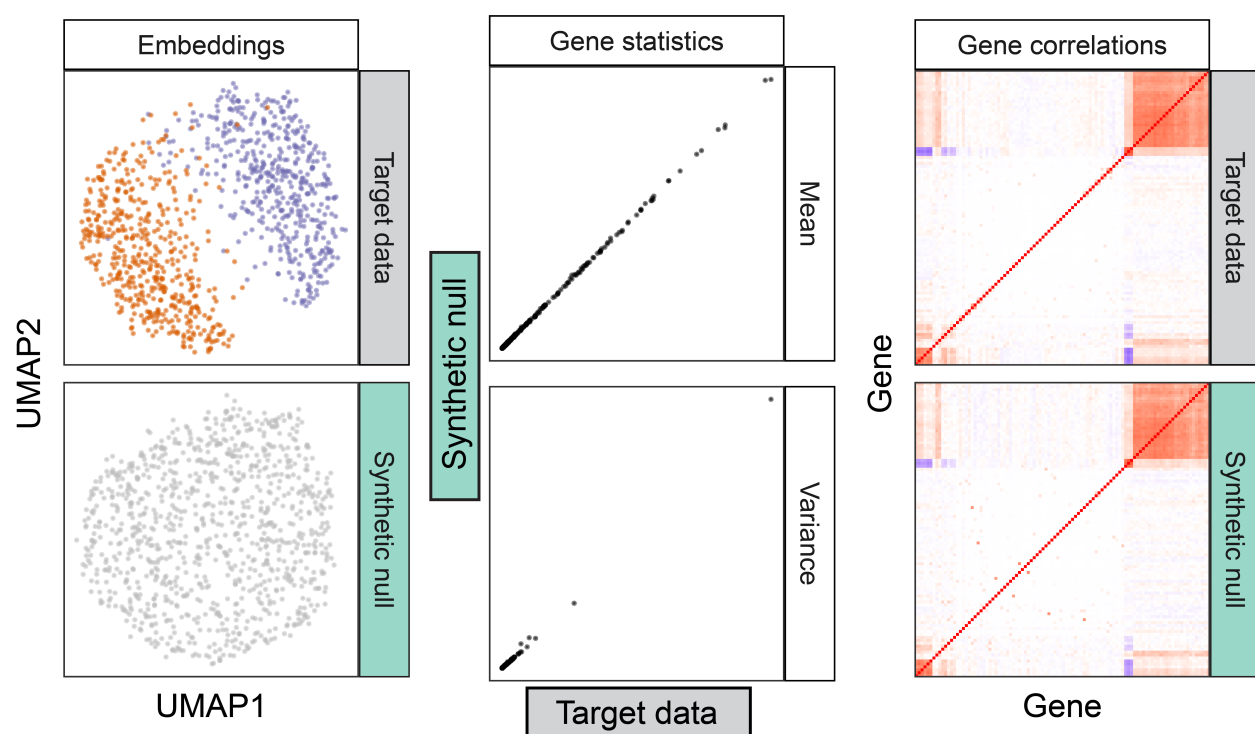 Embeddings
Gene statistics
Gene correlations
Target data
Mean
Target data
UMAP2
Synthetic null
Gene
Synthetic null
Variance
Synthetic null
UMAP1
Target data
Gene